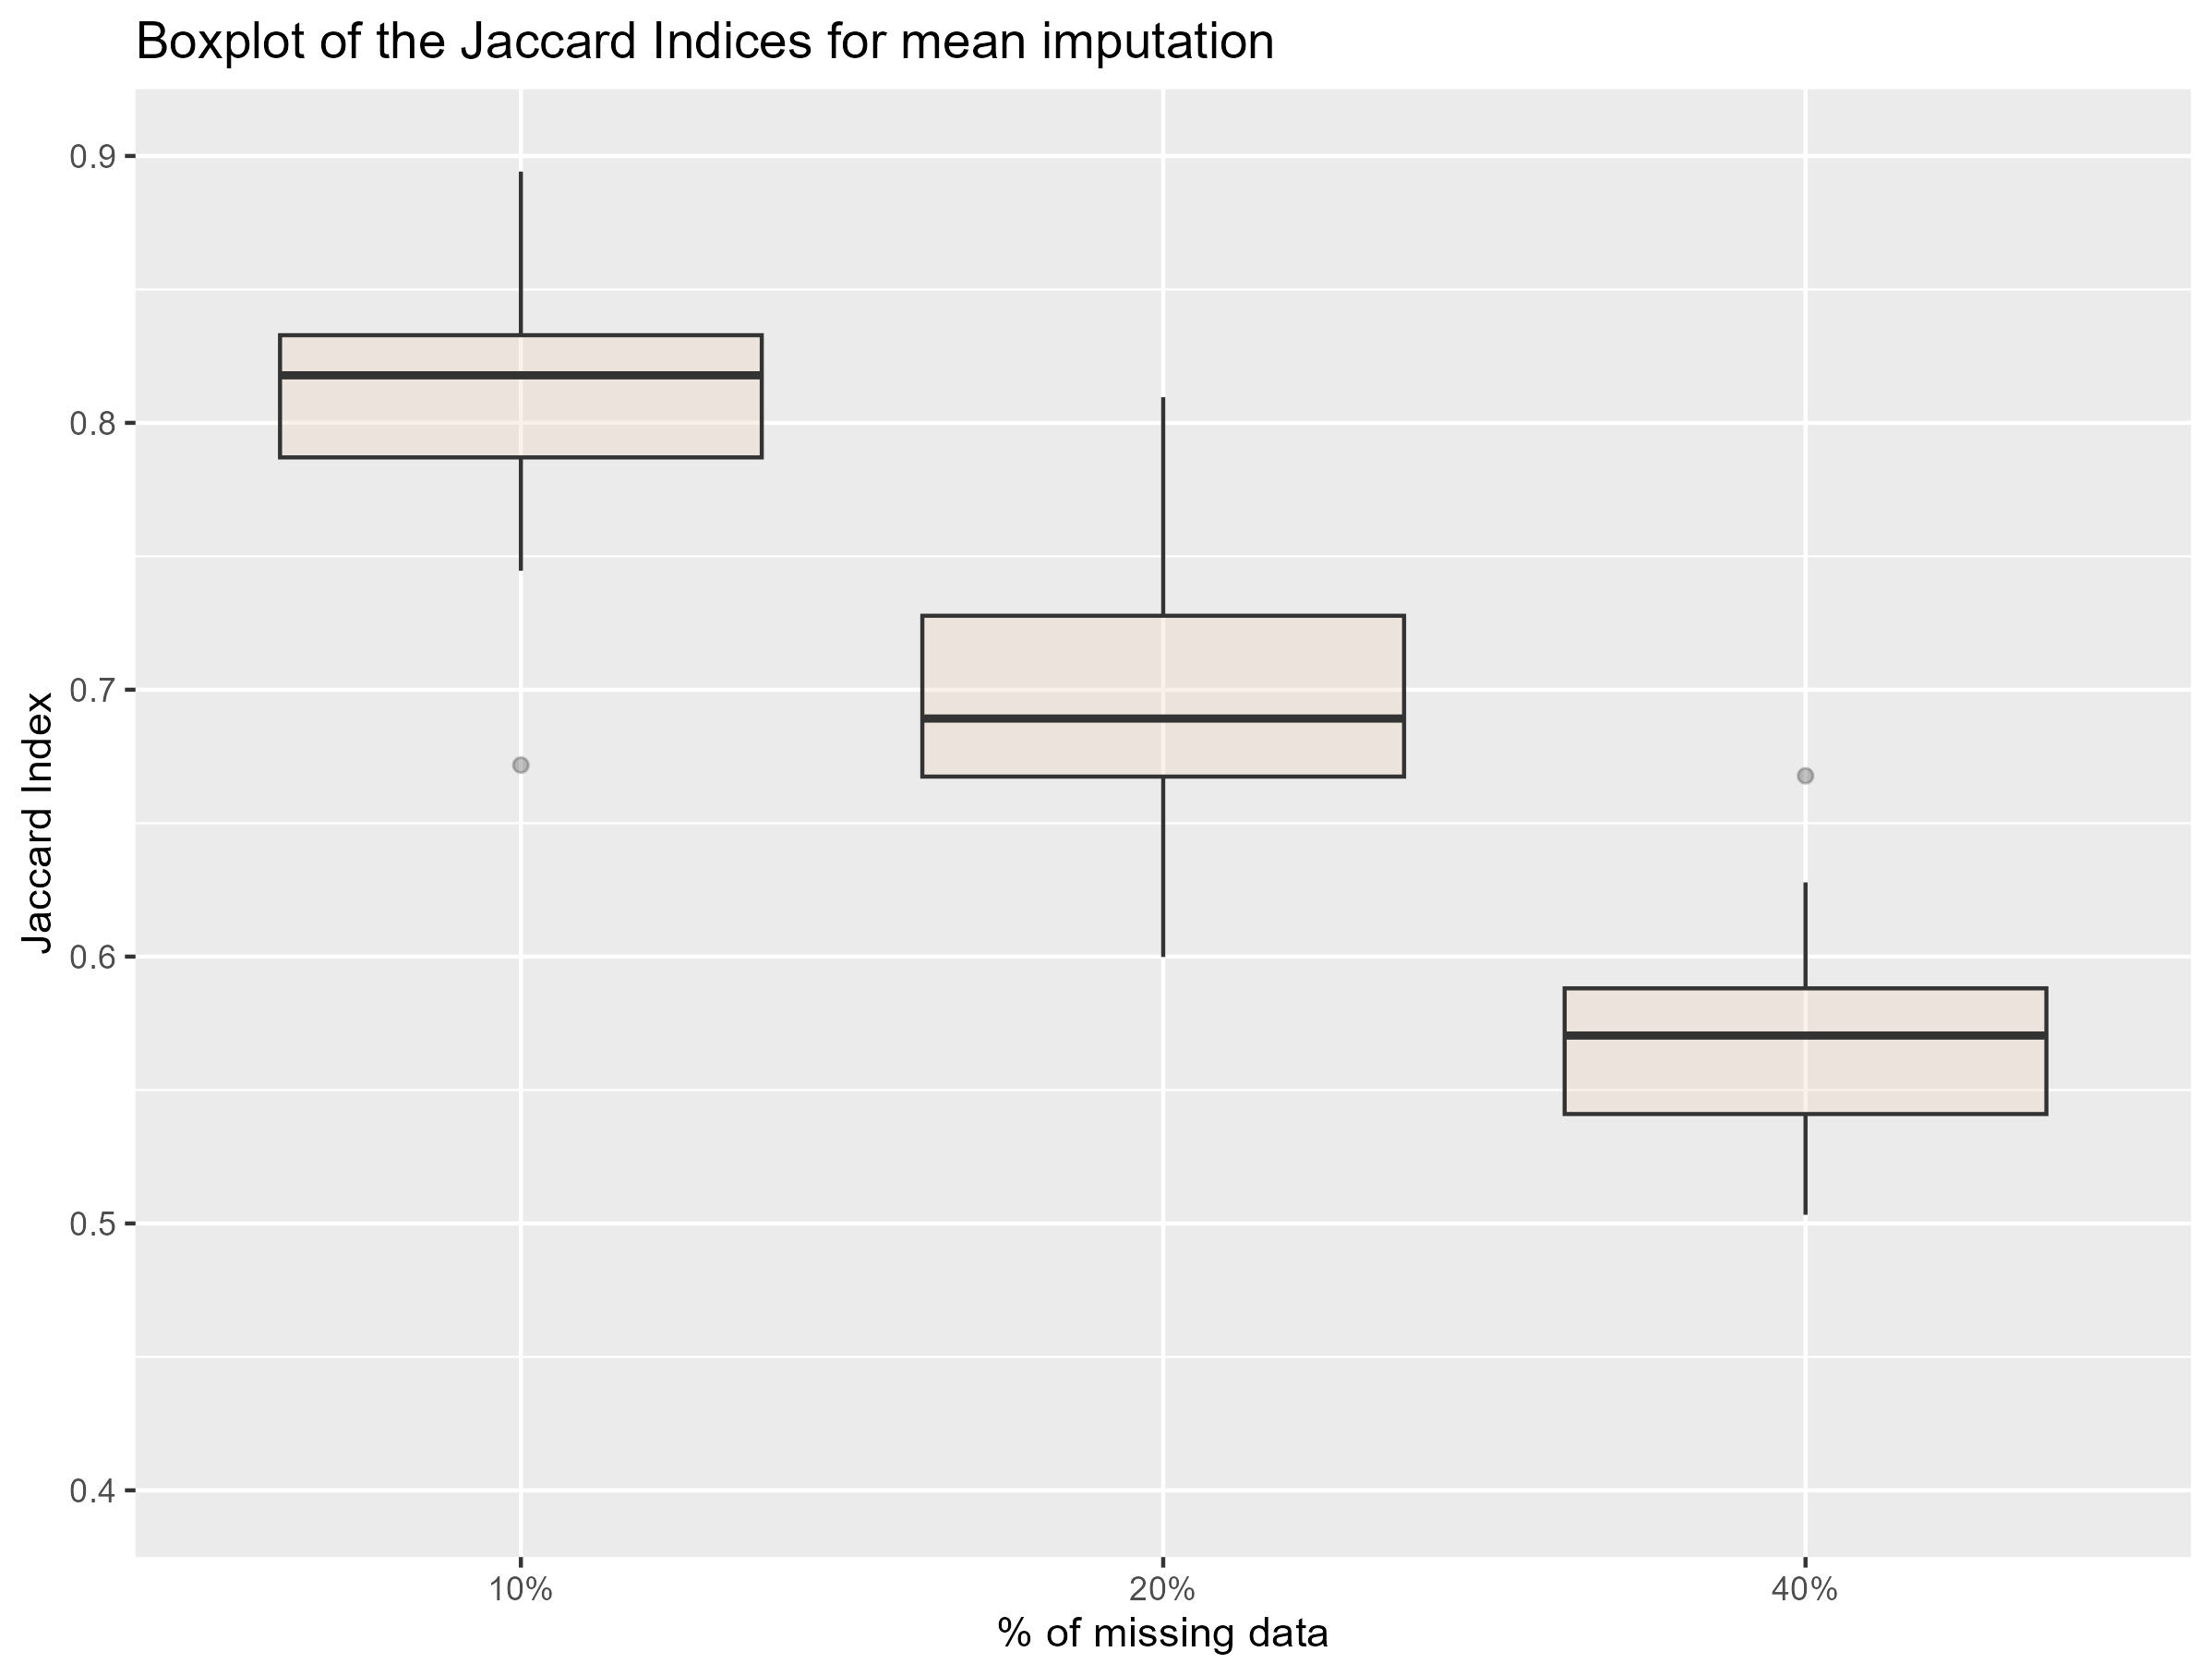 Boxplot of the Jaccard Indices for mean imputation
Jaccard Index
0.9
0.8
0.7
0.6
0.5
0.4
10% 20% 40%
% of missing data